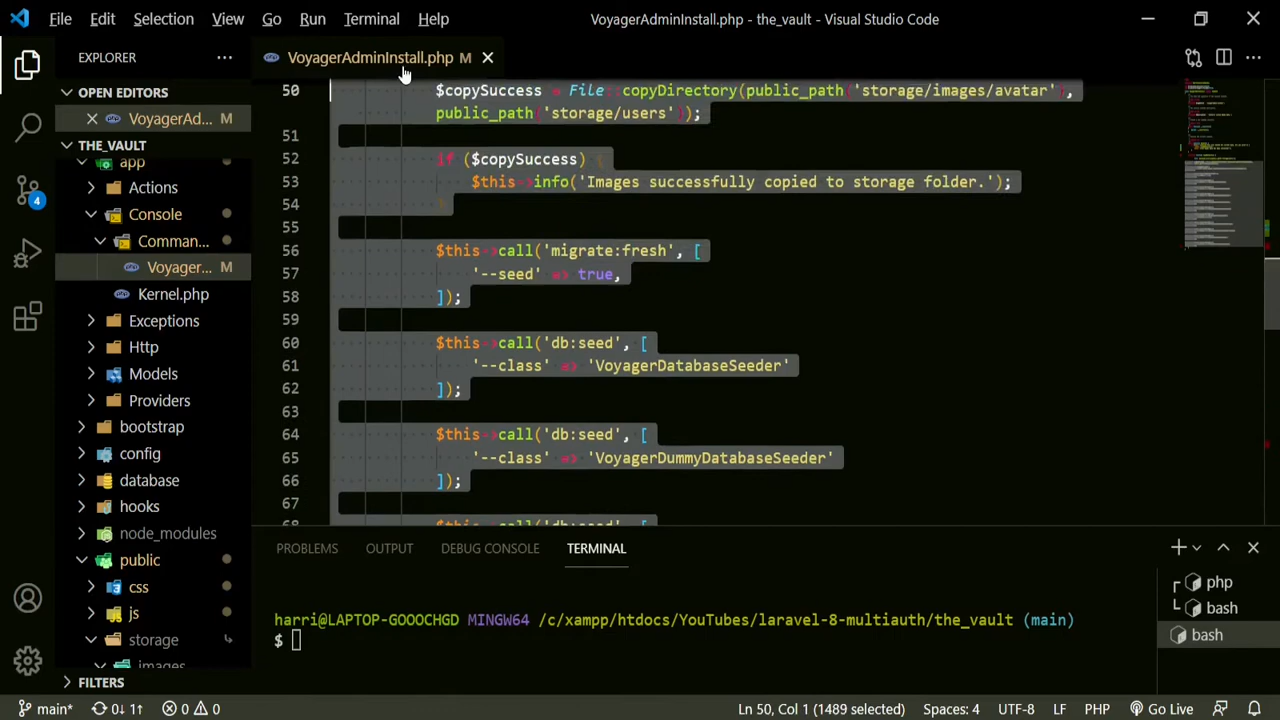 File Edit Selection View Go Run Terminal Help VoyagerAdminInstall.php - the_vault - Visual Studio Code
EXPLORER ...
OPEN EDITORS
VoyagerAd... M
THE_VAULT
app
Actions
Console
Comman...
Voyager... M
Kernel.php
Exceptions
Http
Models
Providers
bootstrap
config
database
hooks
node_modules
public
css
js
storage
images
FILTERS
VoyagerAdminInstall.php M
50 $copySuccess = File::copyDirectory(public_path('storage/images/avatar'),
public_path('storage/users'));
51
52 if ($copySuccess) {
53 $this->info('Images successfully copied to storage folder.');
54 }
55
56 $this->call('migrate:fresh', [
57 '--seed' => true,
58 ]);
59
60 $this->call('db:seed', [
61 '--class' => 'VoyagerDatabaseSeeder'
62 ]);
63
64 $this->call('db:seed', [
65 '--class' => 'VoyagerDummyDatabaseSeeder'
66 ]);
67
68 $this->call('db:seed', [
PROBLEMS OUTPUT DEBUG CONSOLE TERMINAL
harri@LAPTOP-GOOOCHGD MINGW64 /c/xampp/htdocs/YouTubes/laravel-8-multiauth/the_vault (main)
$
php
bash
bash
4
main* 0↓ 1↑ 0 0 Ln 50, Col 1 (1489 selected) Spaces: 4 UTF-8 LF PHP Go Live